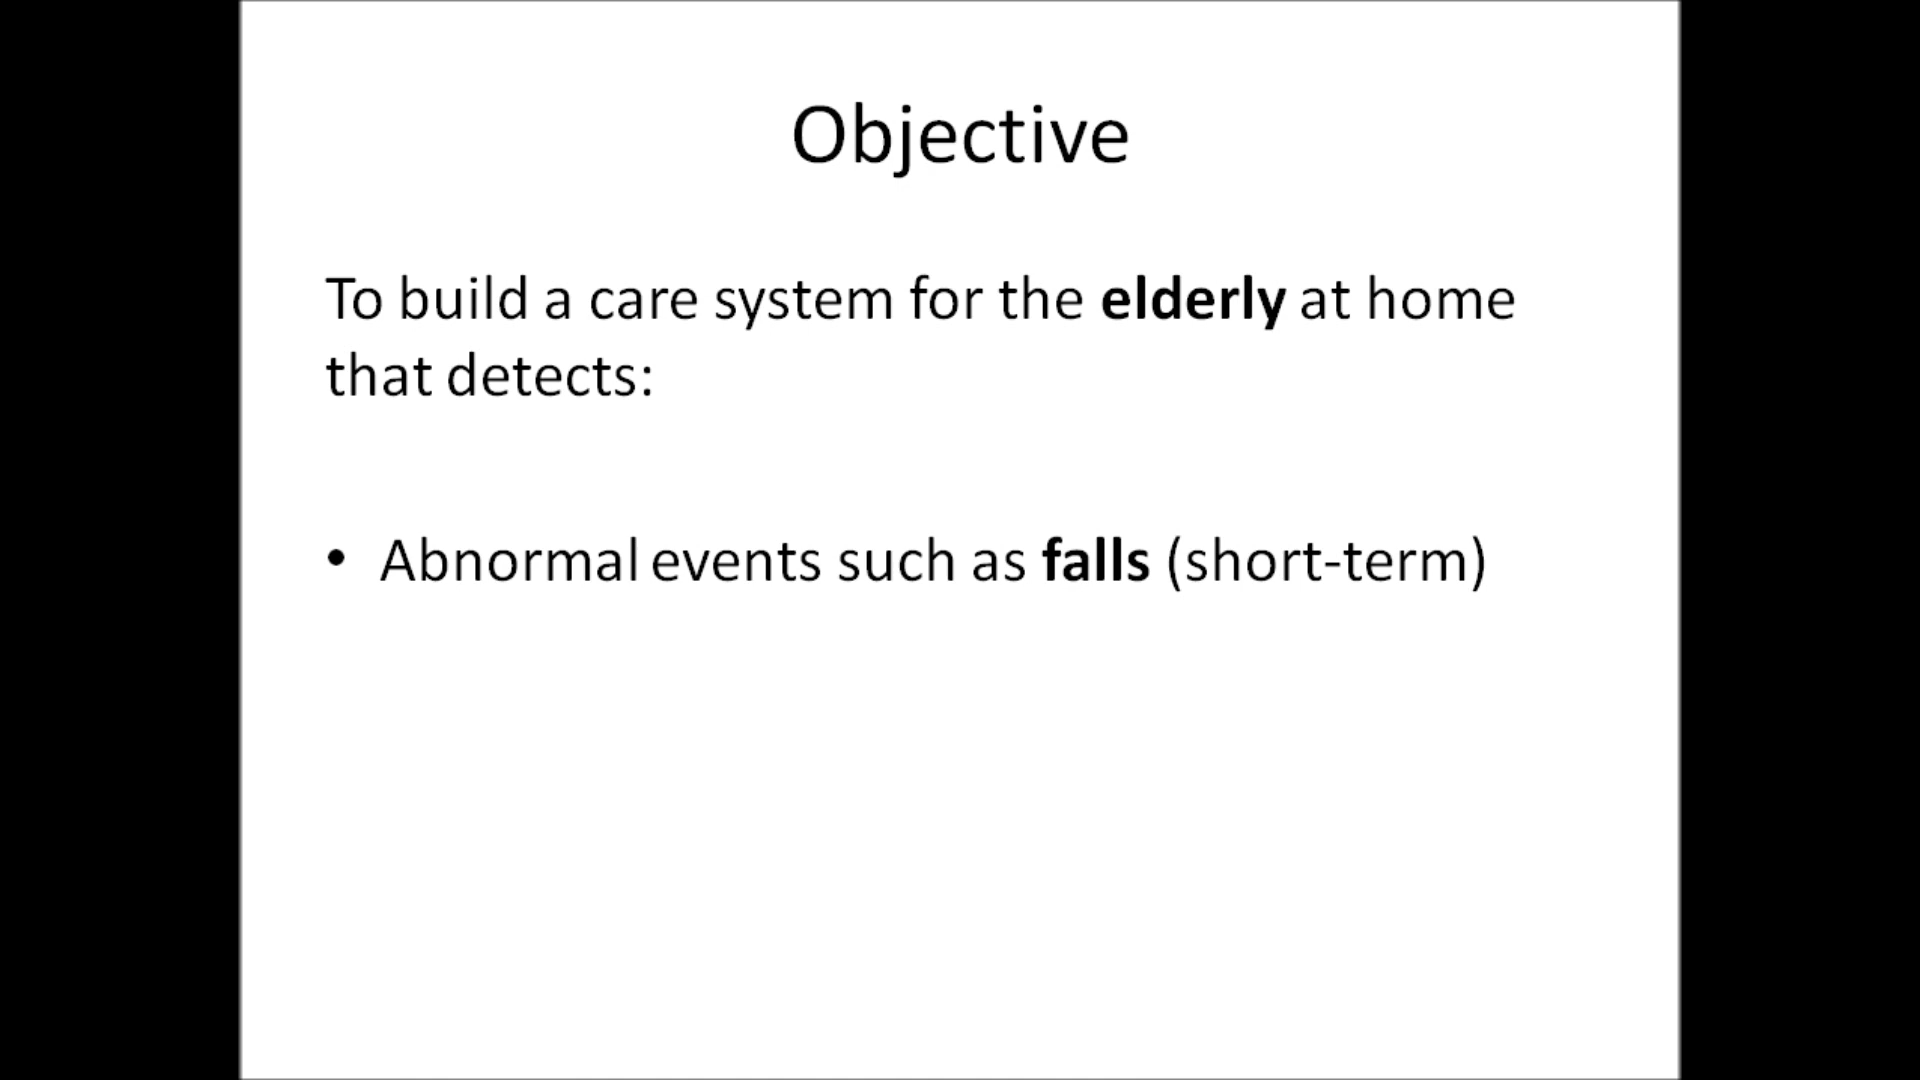 Objective
To build a care system for the elderly at home
that detects:
• Abnormal events such as falls (short-term)